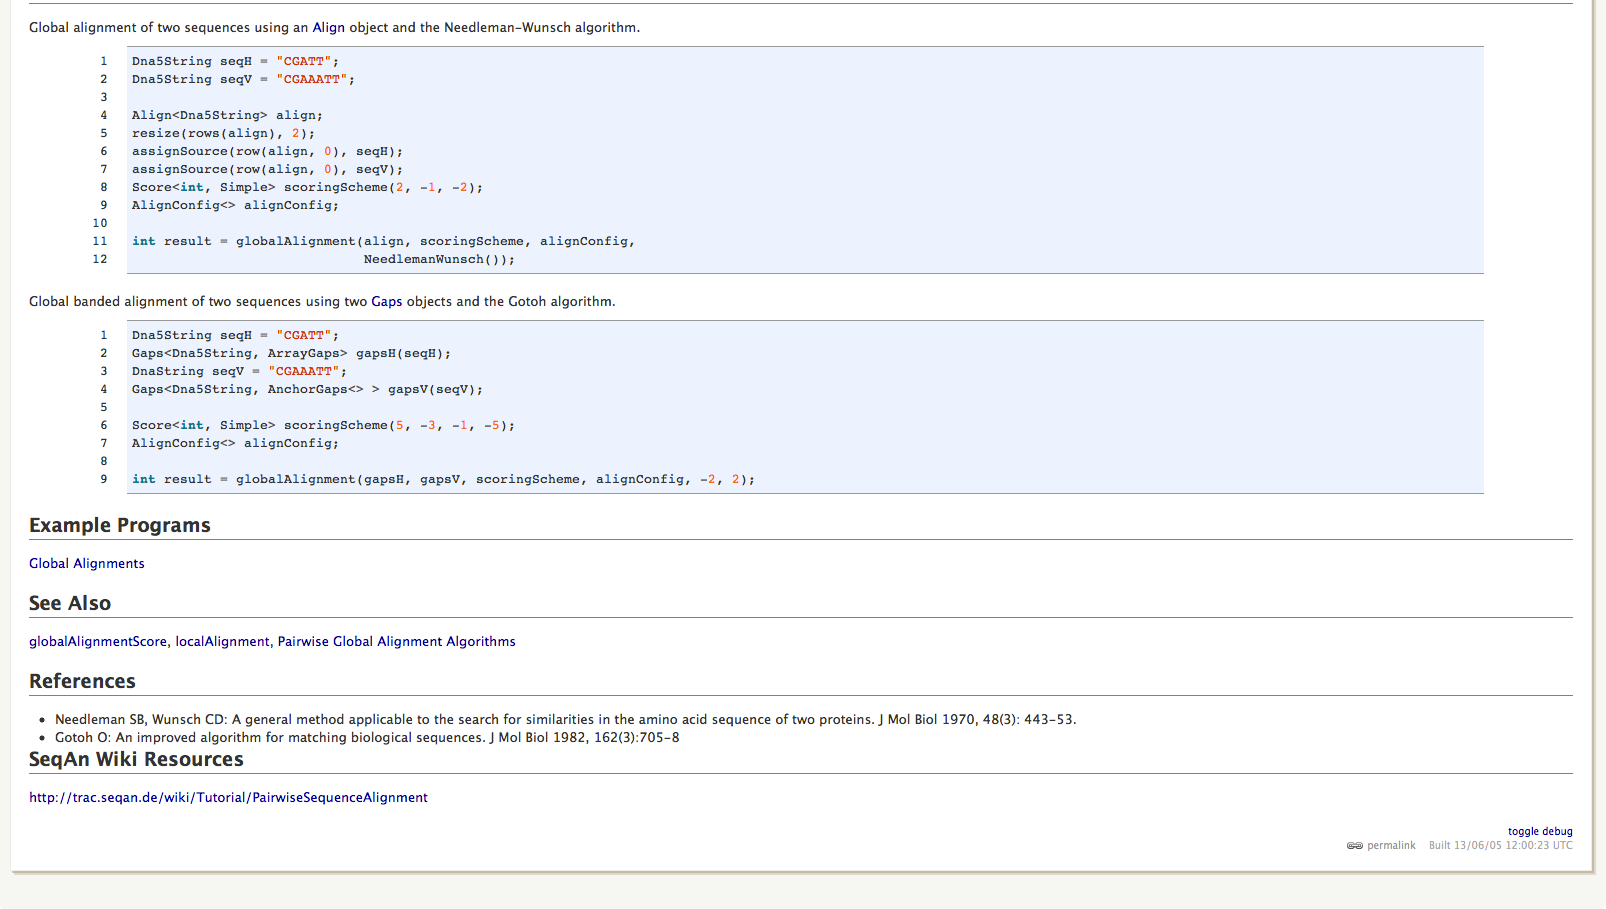 Global alignment of two sequences using an Align object and the Needleman-Wunsch algorithm.
1 Dna5String seqH = "CGATT";
2 Dna5String seqV = "CGAAATT";
3
4 Align<Dna5String> align;
5 resize(rows(align), 2);
6 assignSource(row(align, 0), seqH);
7 assignSource(row(align, 0), seqV);
8 Score<int, Simple> scoringScheme(2, -1, -2);
9 AlignConfig<> alignConfig;
10
11 int result = globalAlignment(align, scoringScheme, alignConfig,
12 NeedlemanWunsch());
Global banded alignment of two sequences using two Gaps objects and the Gotoh algorithm.
1 Dna5String seqH = "CGATT";
2 Gaps<Dna5String, ArrayGaps> gapsH(seqH);
3 DnaString seqV = "CGAAATT";
4 Gaps<Dna5String, AnchorGaps<> > gapsV(seqV);
5
6 Score<int, Simple> scoringScheme(5, -3, -1, -5);
7 AlignConfig<> alignConfig;
8
9 int result = globalAlignment(gapsH, gapsV, scoringScheme, alignConfig, -2, 2);
Example Programs
Global Alignments
See Also
globalAlignmentScore, localAlignment, Pairwise Global Alignment Algorithms
References
• Needleman SB, Wunsch CD: A general method applicable to the search for similarities in the amino acid sequence of two proteins. J Mol Biol 1970, 48(3): 443-53.
• Gotoh O: An improved algorithm for matching biological sequences. J Mol Biol 1982, 162(3):705-8
SeqAn Wiki Resources
http://trac.seqan.de/wiki/Tutorial/PairwiseSequenceAlignment
toggle debug
permalink Built 13/06/05 12:00:23 UTC